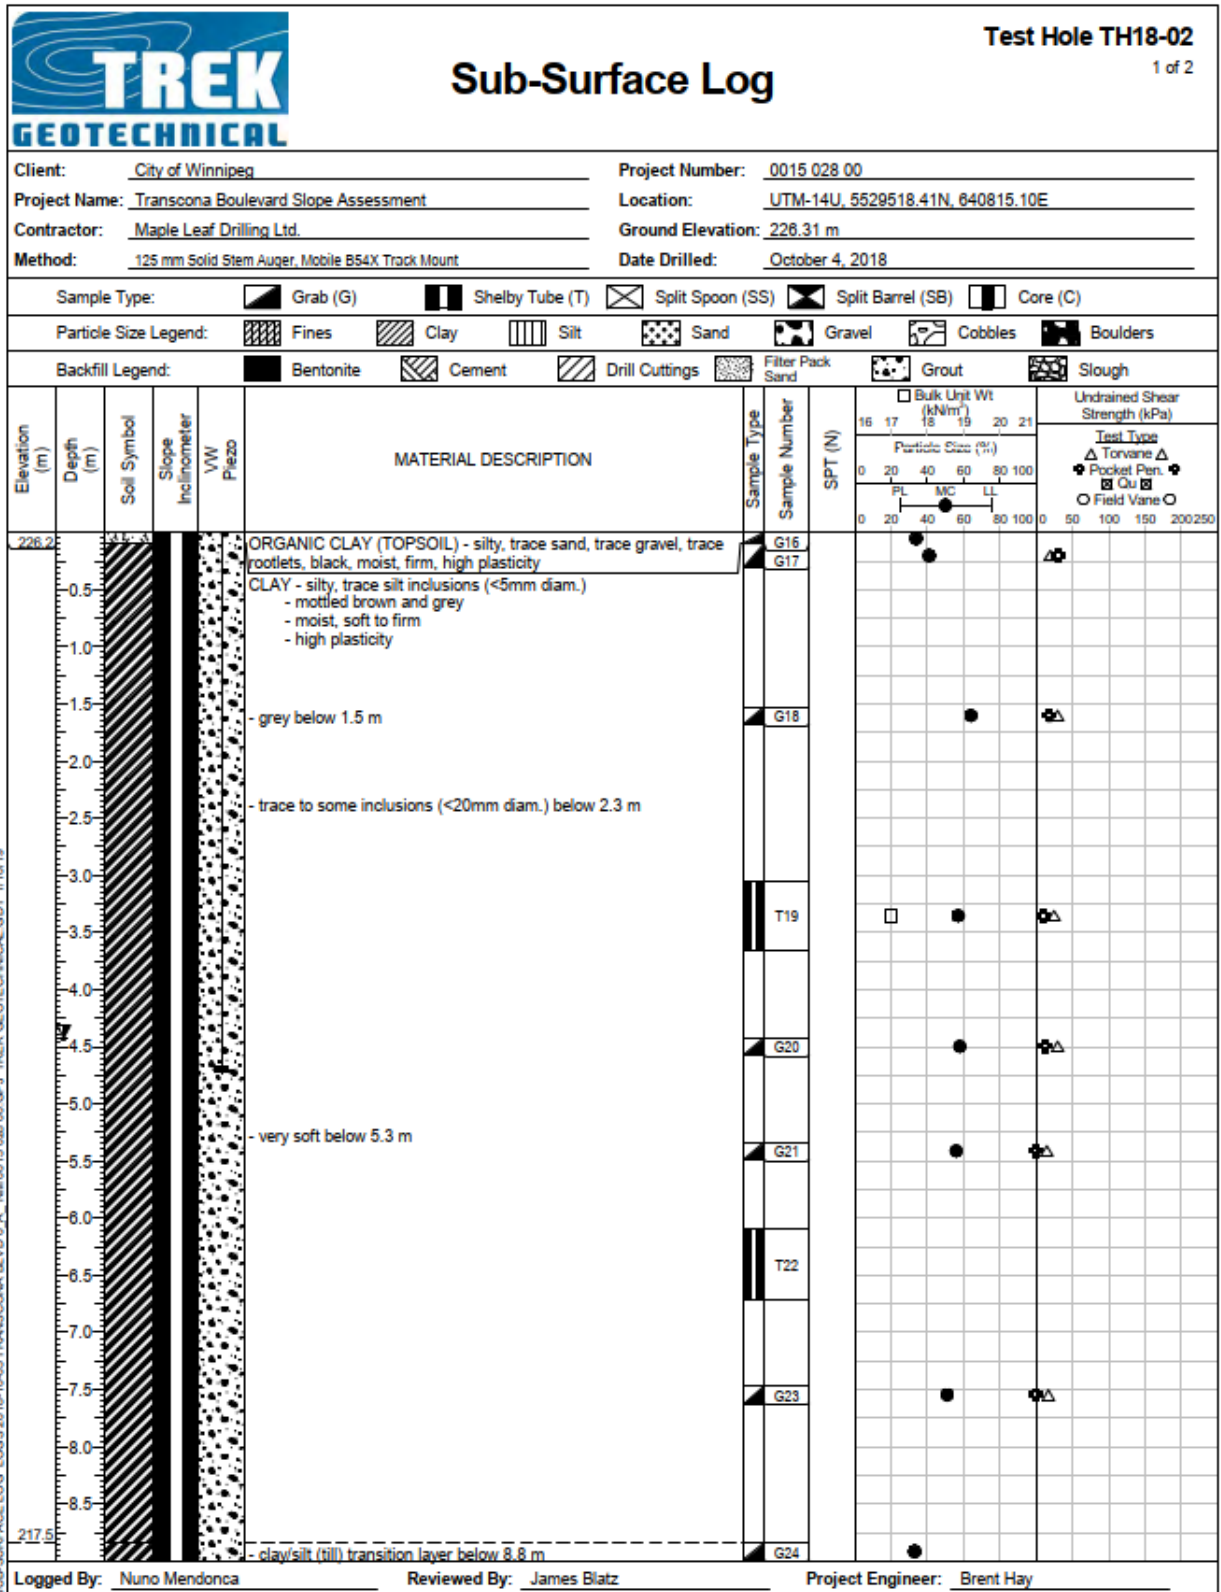 TREK
GEOTECHNICAL
Sub-Surface Log
Test Hole TH18-02
1 of 2
Client: City of Winnipeg
Project Number: 0015 028 00
Project Name: Transcona Boulevard Slope Assessment
Location: UTM-14U, 5529518.41N, 640815.10E
Contractor: Maple Leaf Drilling Ltd.
Ground Elevation: 226.31 m
Method: 125 mm Solid Stem Auger, Mobile B54X Track Mount
Date Drilled: October 4, 2018
Sample Type: Grab (G) Shelby Tube (T) Split Spoon (SS) Split Barrel (SB) Core (C)
Particle Size Legend: Fines Clay Silt Sand Gravel Cobbles Boulders
Backfill Legend: Bentonite Cement Drill Cuttings Filter Pack Sand Grout Slough
Elevation (m)
Depth (m)
Soil Symbol
Slope Inclinometer
VW Piezo
MATERIAL DESCRIPTION
Sample Type
Sample Number
SPT (N)
Bulk Unit Wt
(kN/m³)
16 17 18 19 20 21
Particle Size (%)
0 20 40 60 80 100
PL MC LL
0 20 40 60 80 100
Undrained Shear
Strength (kPa)
Test Type
Torvane
Pocket Pen.
Qu
Field Vane
0 50 100 150 200 250
226.2
ORGANIC CLAY (TOPSOIL) - silty, trace sand, trace gravel, trace
rootlets, black, moist, firm, high plasticity
G16
G17
CLAY - silty, trace silt inclusions (<5mm diam.)
-0.5-
- mottled brown and grey
- moist, soft to firm
- high plasticity
-1.0-
-1.5-
- grey below 1.5 m
G18
-2.0-
- trace to some inclusions (<20mm diam.) below 2.3 m
-2.5-
-3.0-
T19
-3.5-
-4.0-
-4.5-
G20
-5.0-
- very soft below 5.3 m
G21
-5.5-
-6.0-
T22
-6.5-
-7.0-
-7.5-
G23
-8.0-
-8.5-
217.5
- clay/silt (till) transition layer below 8.8 m
G24
Logged By: Nuno Mendonca
Reviewed By: James Blatz
Project Engineer: Brent Hay